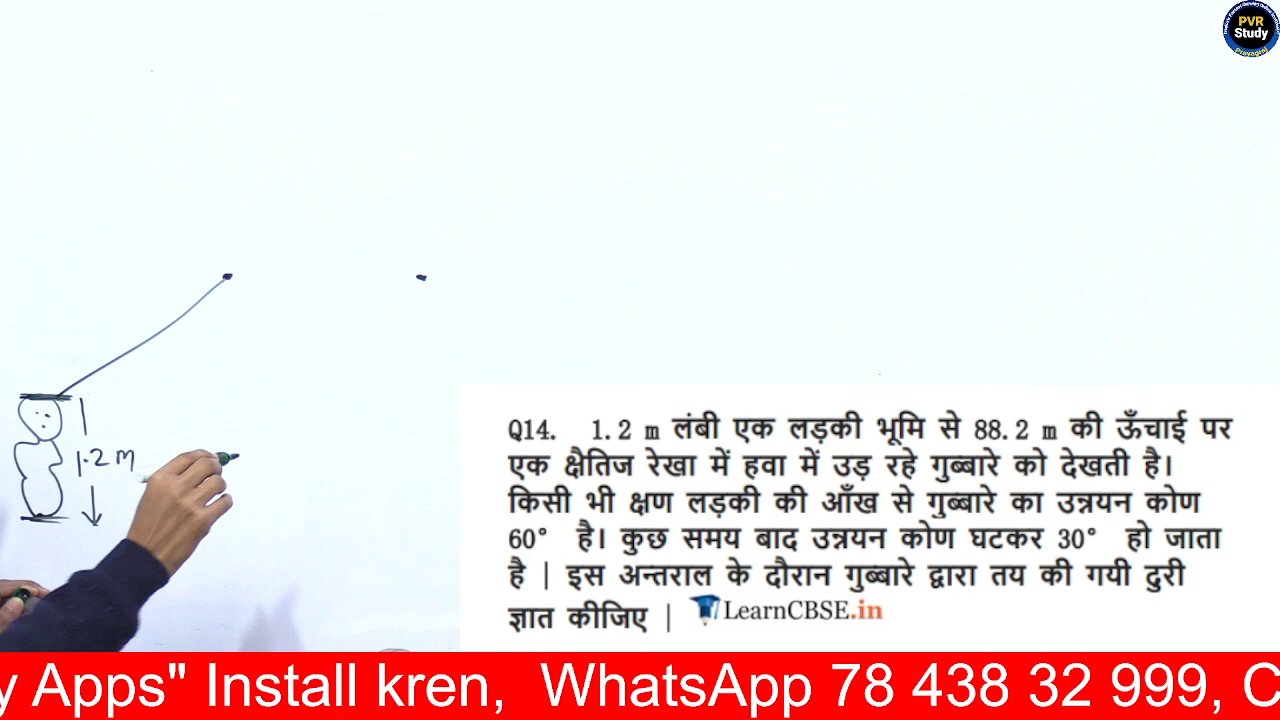 PVR
Study
Prayagraj
1.2 m
Q14. 1.2 m लंबी एक लड़की भूमि से 88.2 m की ऊँचाई पर
एक क्षैतिज रेखा में हवा में उड़ रहे गुब्बारे को देखती है।
किसी भी क्षण लड़की की आँख से गुब्बारे का उन्नयन कोण
60° है। कुछ समय बाद उन्नयन कोण घटकर 30° हो जाता
है | इस अन्तराल के दौरान गुब्बारे द्वारा तय की गयी दुरी
ज्ञात कीजिए |
LearnCBSE.in
y Apps" Install kren, WhatsApp 78 438 32 999, C